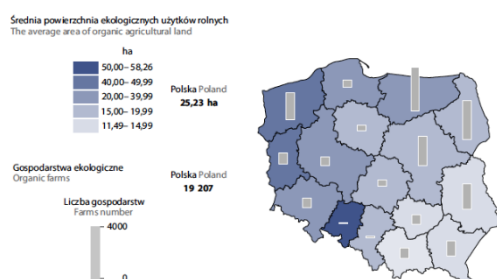 Średnia powierzchnia ekologicznych użytków rolnych
The average area of organic agricultural land
ha
50,00– 58,26
40,00– 49,99
20,00– 39,99
15,00– 19,99
11,49– 14,99
Polska Poland
25,23 ha
Gospodarstwa ekologiczne
Organic farms
Polska Poland
19 207
Liczba gospodarstw
Farms number
4000
0